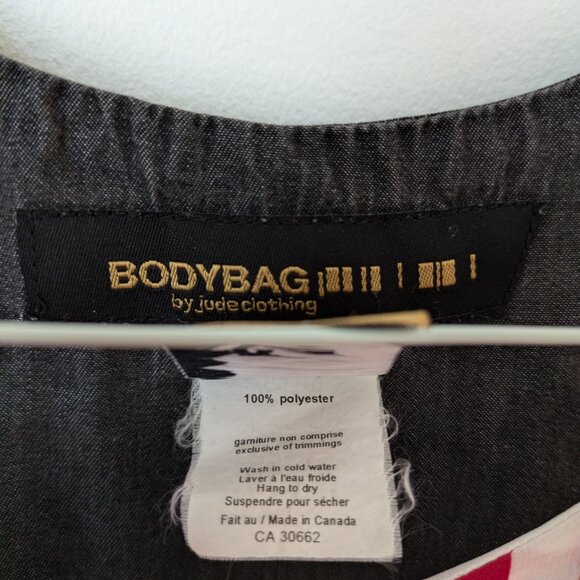 BODYBAG
by jude clothing
100% polyester
garniture non comprise
exclusive of trimmings
Wash in cold water
Laver à l'eau froide
Hang to dry
Suspendre pour sécher
Fait au / Made in Canada
CA 30662